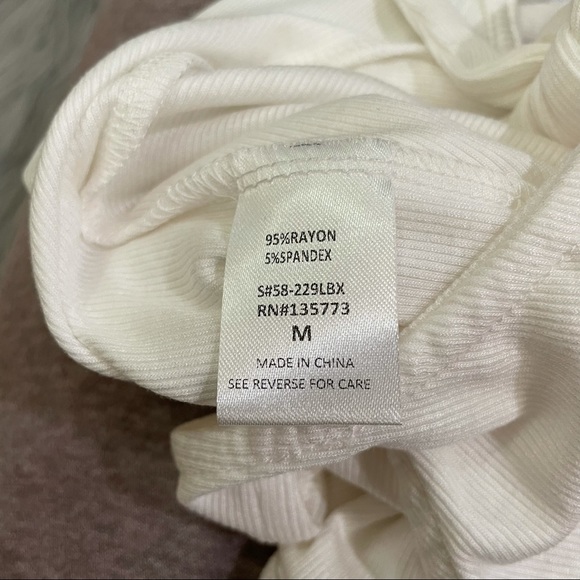 95%RAYON
5%SPANDEX
S#58-229LBX
RN#135773
M
MADE IN CHINA
SEE REVERSE FOR CARE